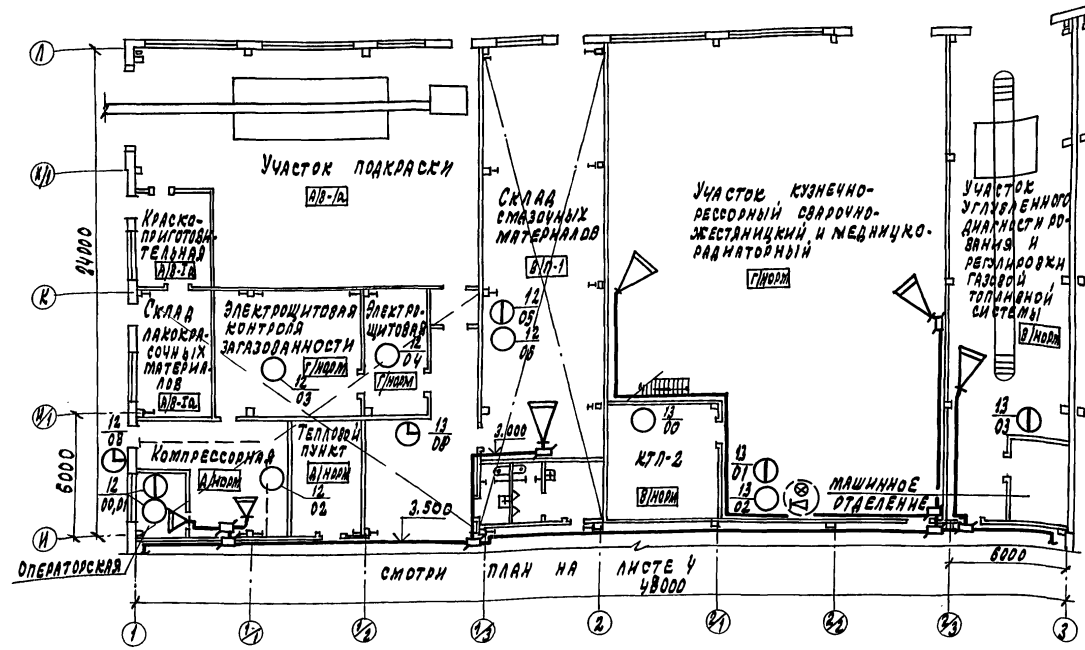 Л
24000
И/1
К
И/1
6000
И
УЧАСТОК ПОДКРАСКИ
А/В-Iа
КРАСКО-
ПРИГОТОВИ-
ТЕЛЬНАЯ
А/В-Iа
СКЛАД
ЛАКОКРА-
СОЧНЫХ
МАТЕРИА-
ЛОВ
А/В-Iа
ЭЛЕКТРОЩИТОВАЯ
КОНТРОЛЯ
ЗАГАЗОВАННОСТИ
Г/НОРМ
12
03
ЭЛЕКТРО-
ЩИТОВАЯ
12
04
Г/НОРМ
СКЛАД
СМАЗОЧНЫХ
МАТЕРИАЛОВ
В/П-1
12
05
12
06
УЧАСТОК КУЗНЕЧНО-
РЕССОРНЫЙ, СВАРОЧНО-
ЖЕСТЯНИЦКИЙ И МЕДНИЦКО-
РАДИАТОРНЫЙ
Г/НОРМ
УЧАСТОК
УГЛУБЛЕННОГО
ДИАГНОСТИРО-
ВАНИЯ И
РЕГУЛИРОВКИ
ГАЗОВОЙ
ТОПЛИВНОЙ
СИСТЕМЫ
В/НОРМ
12
08
12
00,01
КОМПРЕССОРНАЯ
Д/НОРМ
ТЕПЛОВОЙ
ПУНКТ
Д/НОРМ
12
02
13
08
3.000
3.500
13
00
КТП-2
В/НОРМ
13
01
13
02
13
03
МАШИННОЕ
ОТДЕЛЕНИЕ
ОПЕРАТОРСКАЯ
СМОТРИ ПЛАН НА ЛИСТЕ 4
48000
6000
1
1/1
1/2
1/3
2
2/1
2/2
2/3
3